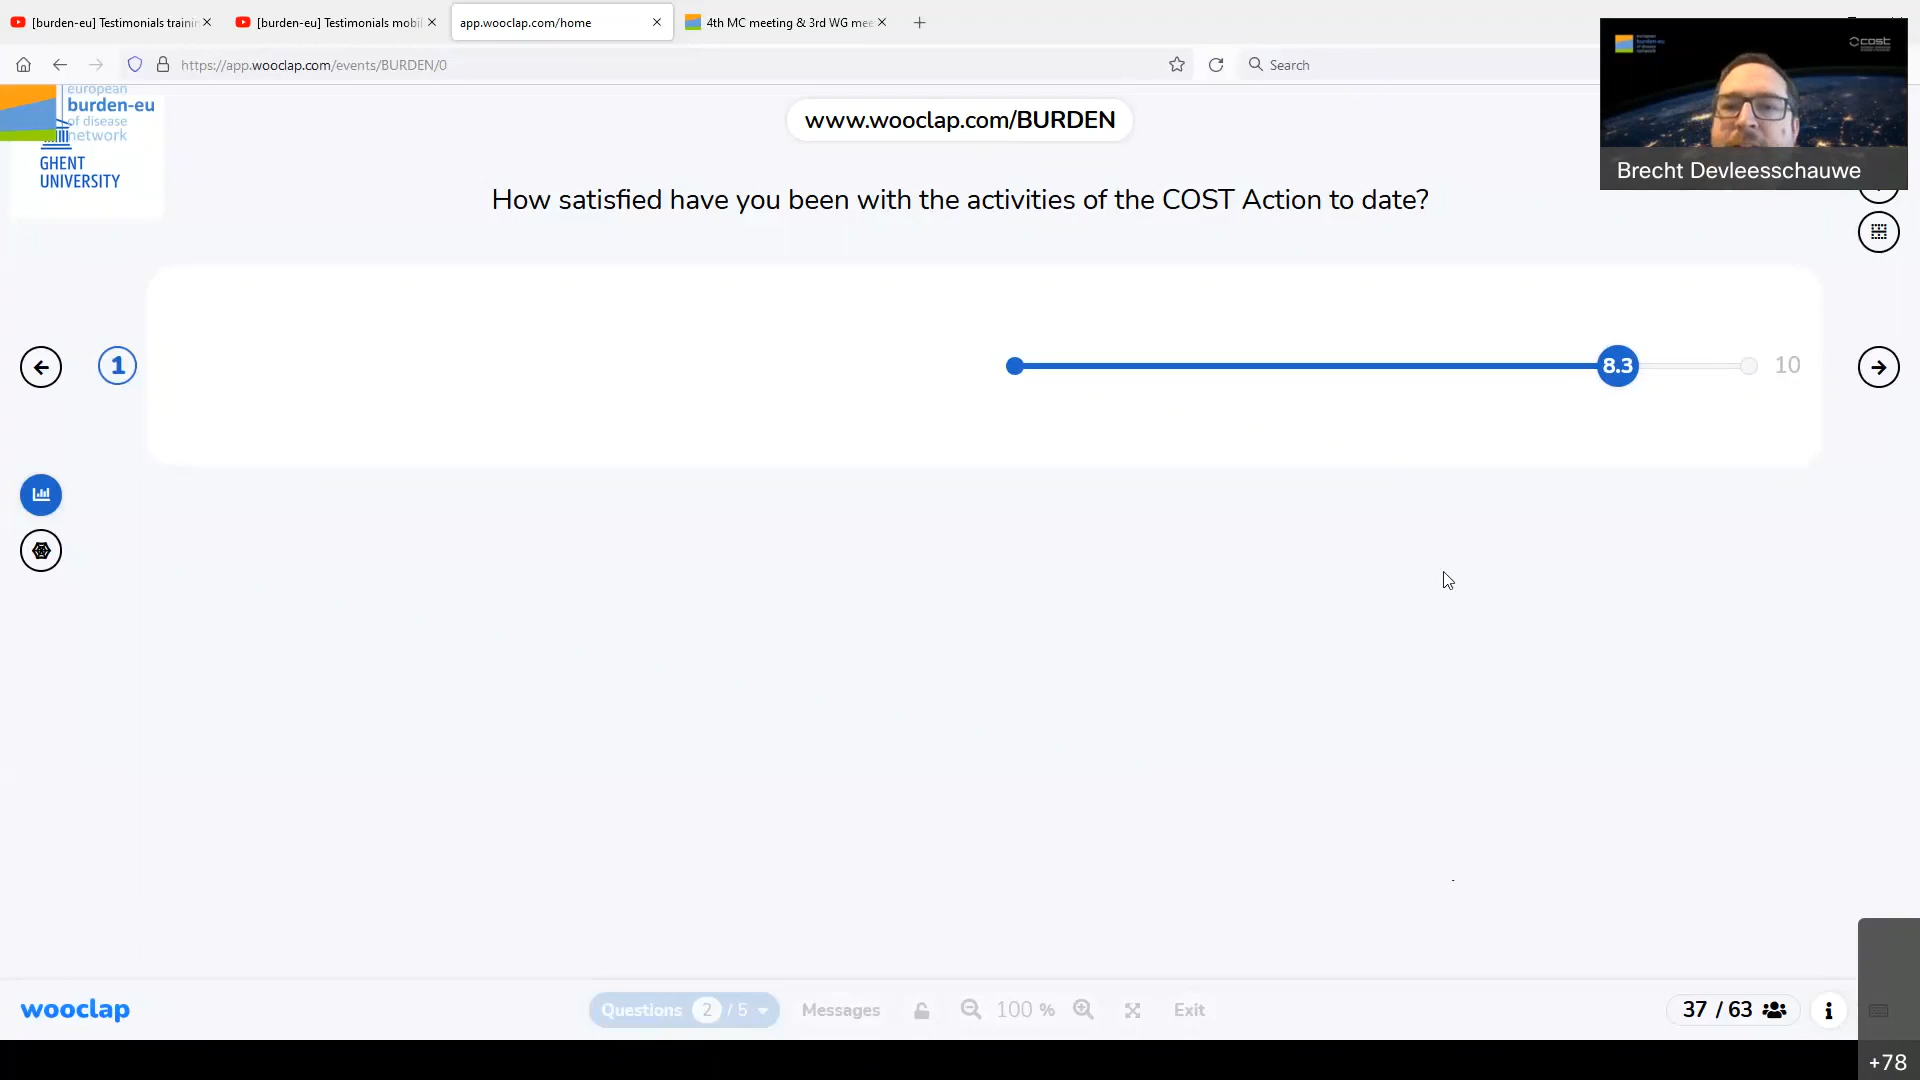 [burden-eu] Testimonials trainin
[burden-eu] Testimonials mobil
app.wooclap.com/home
4th MC meeting & 3rd WG mee
https://app.wooclap.com/events/BURDEN/0
Search
european
burden-eu
of disease
network
GHENT
UNIVERSITY
www.wooclap.com/BURDEN
cost
Brecht Devleesschauwe
How satisfied have you been with the activities of the COST Action to date?
1
8.3
10
wooclap
Questions 2 / 5
Messages
100 %
Exit
37 / 63
+78